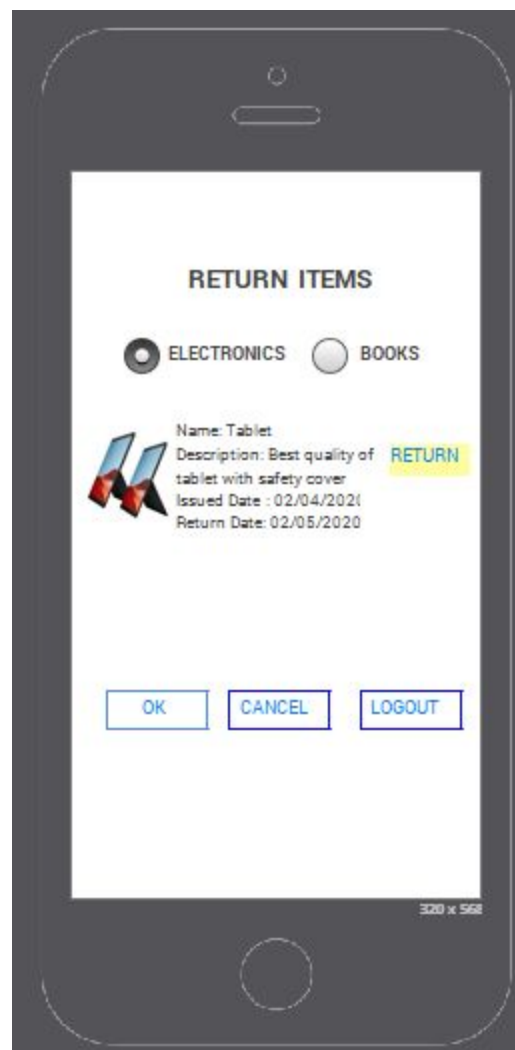 RETURN ITEMS
ELECTRONICS BOOKS
Name: Tablet
Description: Best quality of
tablet with safety cover
RETURN
Issued Date : 02/04/202(
Return Date: 02/05/2020
OK CANCEL LOGOUT
320 x 568